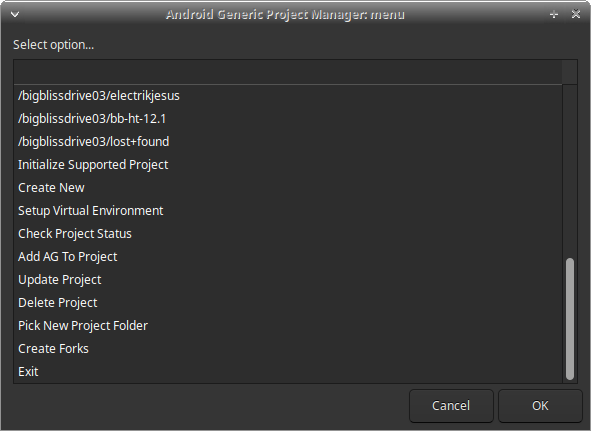 Android Generic Project Manager: menu
Select option...
/bigblissdrive03/electrikjesus
/bigblissdrive03/bb-ht-12.1
/bigblissdrive03/lost+found
Initialize Supported Project
Create New
Setup Virtual Environment
Check Project Status
Add AG To Project
Update Project
Delete Project
Pick New Project Folder
Create Forks
Exit
Cancel OK